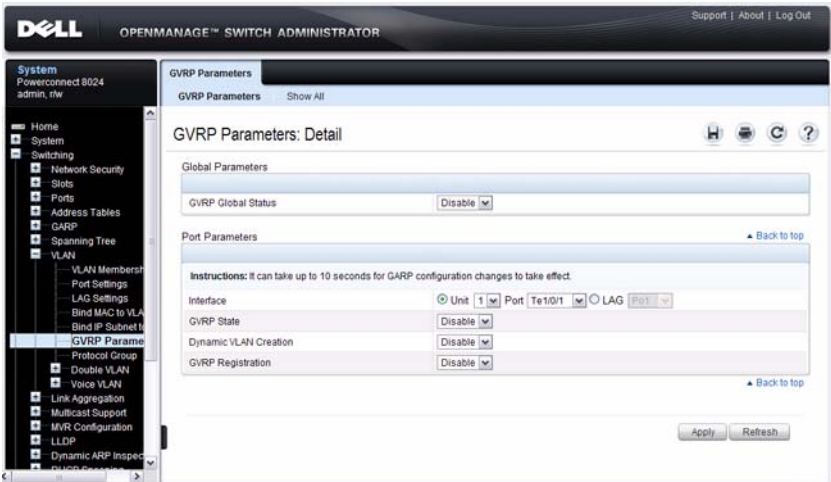 Support | About | Log Out
DELL
OPENMANAGE™ SWITCH ADMINISTRATOR
System
Powerconnect 8024
admin, r/w
Home
System
Switching
Network Security
Slots
Ports
Address Tables
GARP
Spanning Tree
VLAN
VLAN Membersh
Port Settings
LAG Settings
Bind MAC to VLA
Bind IP Subnet to
GVRP Parame
Protocol Group
Double VLAN
Voice VLAN
Link Aggregation
Multicast Support
MVR Configuration
LLDP
Dynamic ARP Inspec
DHCP Snooping
GVRP Parameters
GVRP Parameters Show All
GVRP Parameters: Detail
Global Parameters
GVRP Global Status Disable
Port Parameters Back to top
Instructions: It can take up to 10 seconds for GARP configuration changes to take effect.
Interface Unit 1 Port Te1/0/1 LAG Po1
GVRP State Disable
Dynamic VLAN Creation Disable
GVRP Registration Disable
Back to top
Apply Refresh